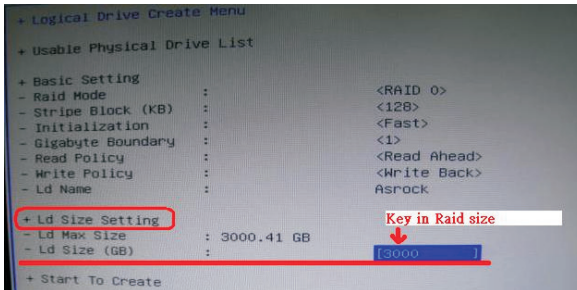 + Logical Drive Create Menu
+ Usable Physical Drive List
+ Basic Setting
- Raid Mode : <RAID 0>
- Stripe Block (KB) : <128>
- Initialization : <Fast>
- Gigabyte Boundary : <1>
- Read Policy : <Read Ahead>
- Write Policy : <Write Back>
- Ld Name : Asrock
+ Ld Size Setting
Key in Raid size
- Ld Max Size : 3000.41 GB
- Ld Size (GB) : [3000 ]
+ Start To Create